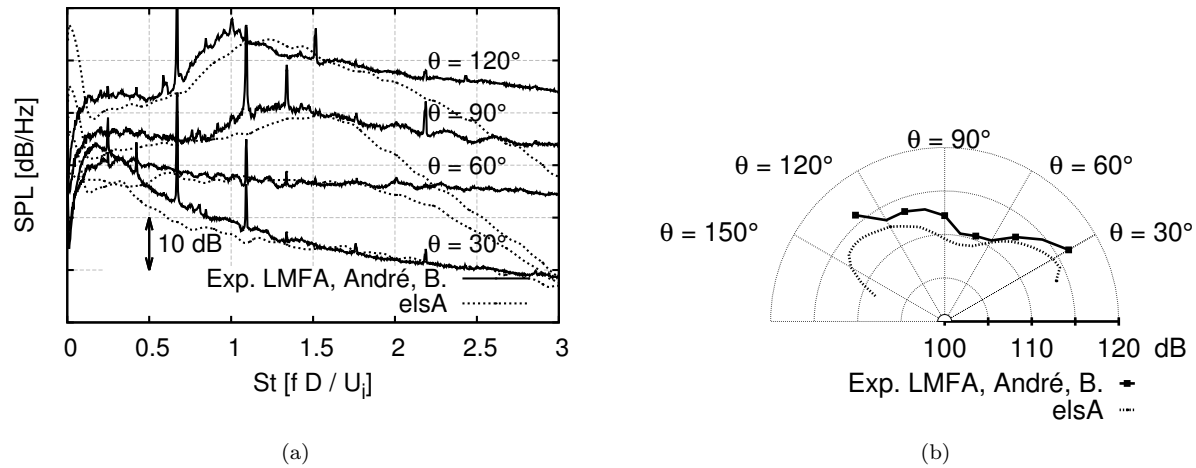 SPL [dB/Hz]
θ = 120°
θ = 90°
θ = 60°
θ = 30°
10 dB
Exp. LMFA, André, B.
elsA
0 0.5 1 1.5 2 2.5 3
St [f D / U_i]
(a)
θ = 90°
θ = 120°
θ = 60°
θ = 150°
θ = 30°
100 110 120 dB
Exp. LMFA, André, B.
elsA
(b)